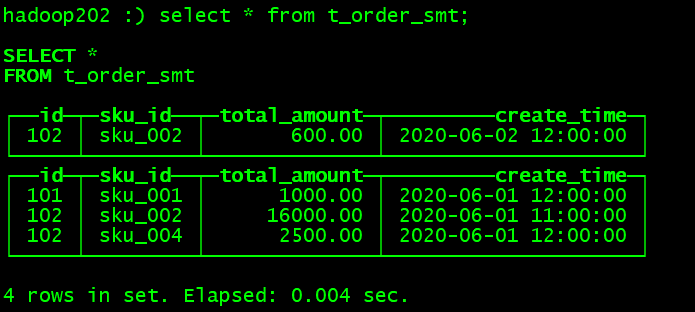 hadoop202 :) select * from t_order_smt;
SELECT *
FROM t_order_smt
id sku_id total_amount create_time
102 sku_002 600.00 2020-06-02 12:00:00
id sku_id total_amount create_time
101 sku_001 1000.00 2020-06-01 12:00:00
102 sku_002 16000.00 2020-06-01 11:00:00
102 sku_004 2500.00 2020-06-01 12:00:00
4 rows in set. Elapsed: 0.004 sec.